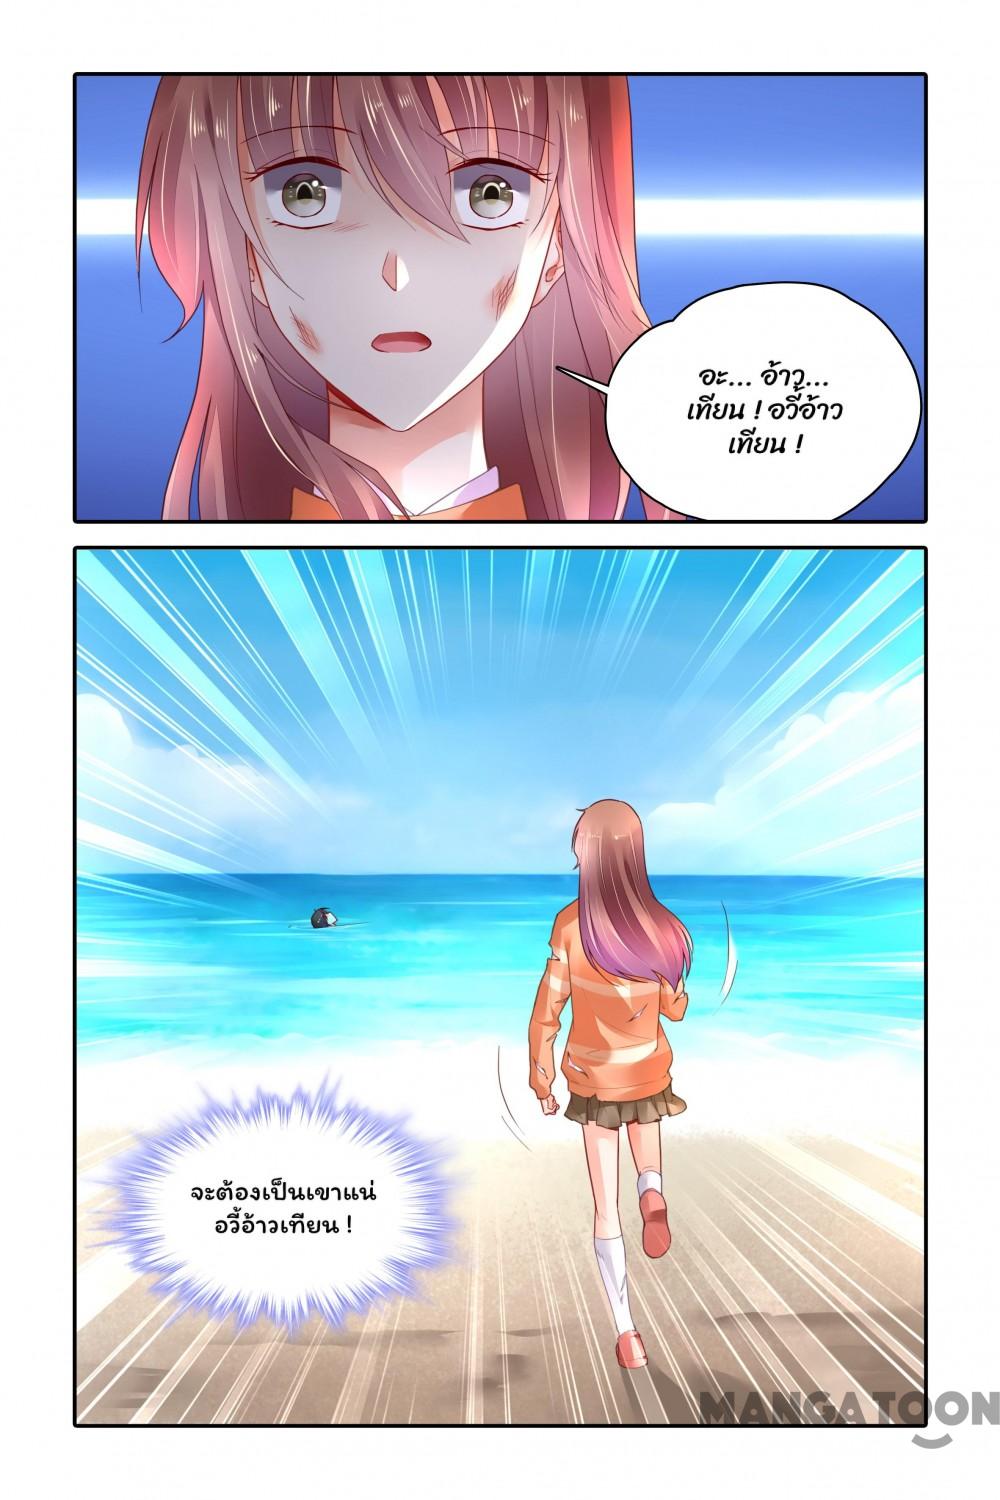 อะ... อ้าว...
เทียน ! อวี้อ้าว
เทียน !
จะต้องเป็นเขาแน่
อวี้อ้าวเทียน !
MANGATOON